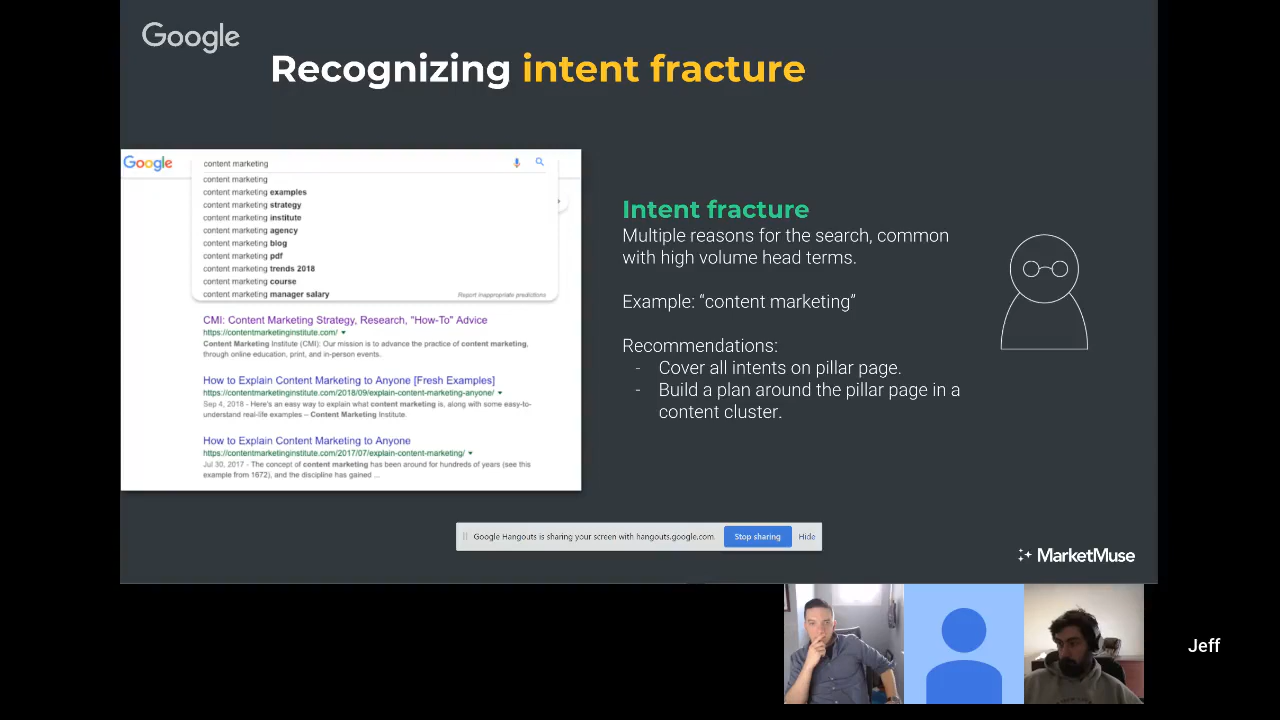 Google
Recognizing intent fracture
Google
content marketing
content marketing
content marketing examples
content marketing strategy
content marketing institute
content marketing agency
content marketing blog
content marketing pdf
content marketing trends 2018
content marketing course
content marketing manager salary
Report inappropriate predictions
CMI: Content Marketing Strategy, Research, "How-To" Advice
https://contentmarketinginstitute.com/
Content Marketing Institute (CMI): Our mission is to advance the practice of content marketing,
through online education, print, and in-person events.
How to Explain Content Marketing to Anyone [Fresh Examples]
https://contentmarketinginstitute.com/2018/09/explain-content-marketing-anyone/
Sep 4, 2018 - Here's an easy way to explain what content marketing is, along with some easy-to-
understand real-life examples – Content Marketing Institute.
How to Explain Content Marketing to Anyone
https://contentmarketinginstitute.com/2017/07/explain-content-marketing/
Jul 30, 2017 - The concept of content marketing has been around for hundreds of years (see this
example from 1672), and the discipline has gained ...
Intent fracture
Multiple reasons for the search, common
with high volume head terms.
Example: “content marketing”
Recommendations:
- Cover all intents on pillar page.
- Build a plan around the pillar page in a
content cluster.
Google Hangouts is sharing your screen with hangouts.google.com. Stop sharing Hide
MarketMuse
Jeff